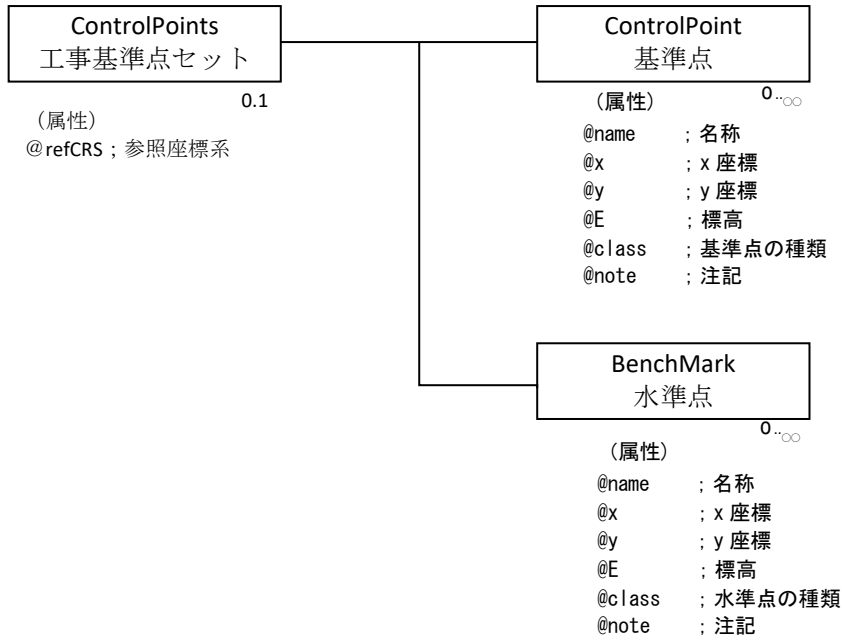 ControlPoints
工事基準点セット
0.1
（属性）
＠refCRS；参照座標系
ControlPoint
基準点
0..∞
（属性）
@name ；名称
@x ；x 座標
@y ；y 座標
@E ；標高
@class ；基準点の種類
@note ；注記
BenchMark
水準点
0..∞
（属性）
@name ；名称
@x ；x 座標
@y ；y 座標
@E ；標高
@class ；水準点の種類
@note ；注記